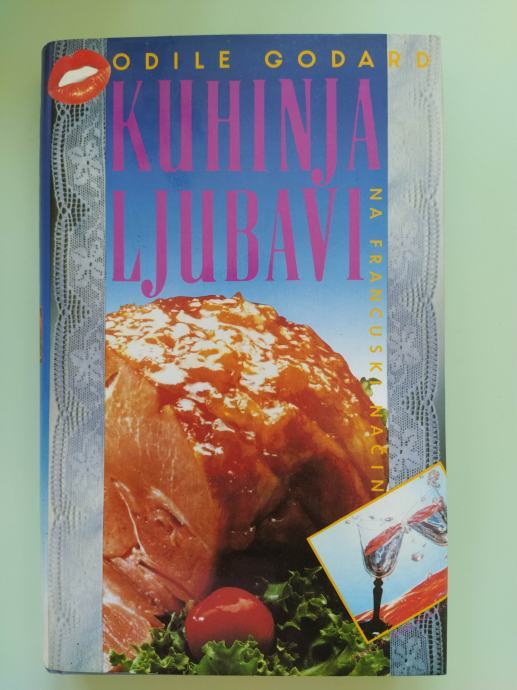 ODILE GODARD
KUHINJA
LJUBAVI
NA FRANCUSKI NAČIN